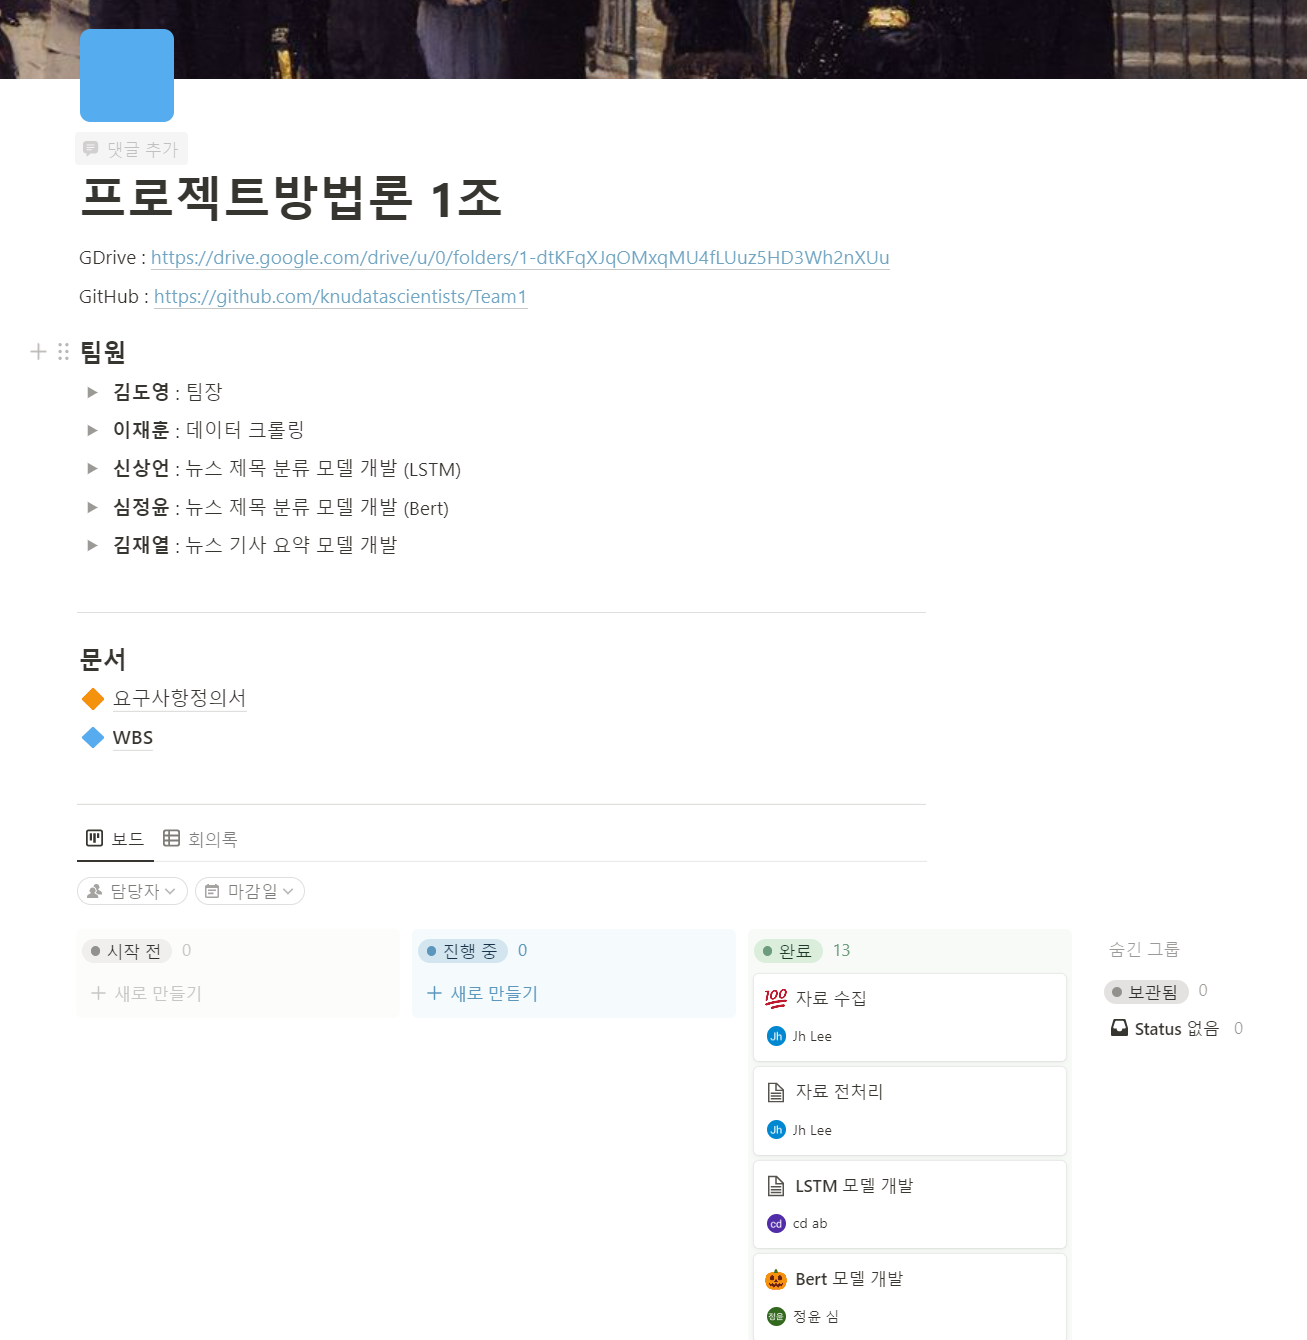 댓글 추가
프로젝트방법론 1조
GDrive : https://drive.google.com/drive/u/0/folders/1-dtKFqXJqOMxqMU4fLUuz5HD3Wh2nXUu
GitHub : https://github.com/knudatascientists/Team1
팀원
김도영 : 팀장
이재훈 : 데이터 크롤링
신상언 : 뉴스 제목 분류 모델 개발 (LSTM)
심정윤 : 뉴스 제목 분류 모델 개발 (Bert)
김재열 : 뉴스 기사 요약 모델 개발
문서
요구사항정의서
WBS
보드 회의록
담당자 마감일
시작 전 0
새로 만들기
진행 중 0
새로 만들기
완료 13
💯 자료 수집
Jh Jh Lee
자료 전처리
Jh Jh Lee
LSTM 모델 개발
cd cd ab
Bert 모델 개발
정윤 정윤 심
숨긴 그룹
보관됨 0
Status 없음 0